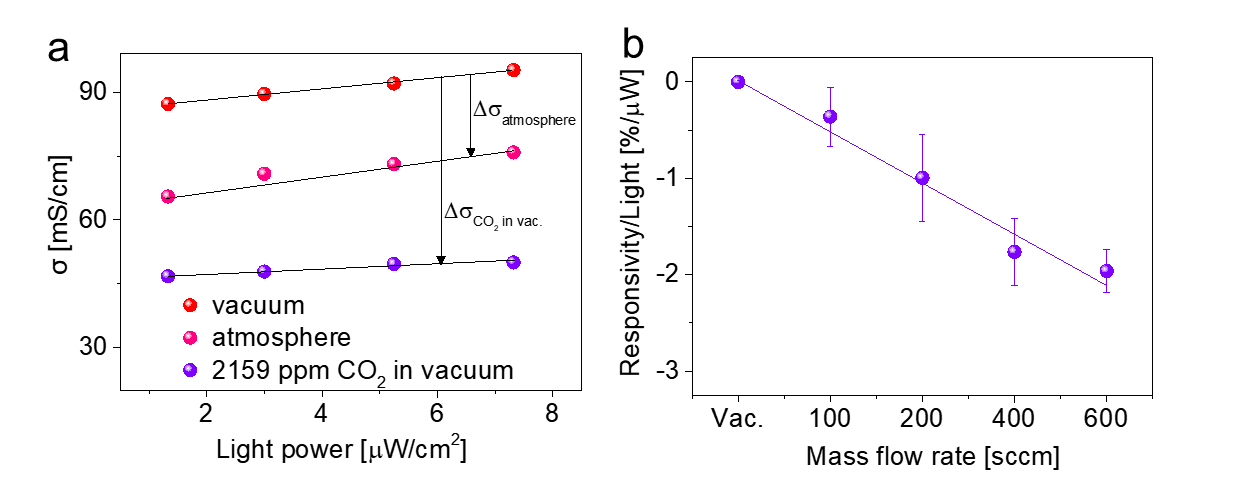 a
90
60
30
σ [mS/cm]
Δσatmosphere
ΔσCO2 in vac.
vacuum
atmosphere
2159 ppm CO2 in vacuum
2 4 6 8
Light power [μW/cm2]
b
0
-1
-2
-3
Responsivity/Light [%/μW]
Vac. 100 200 400 600
Mass flow rate [sccm]